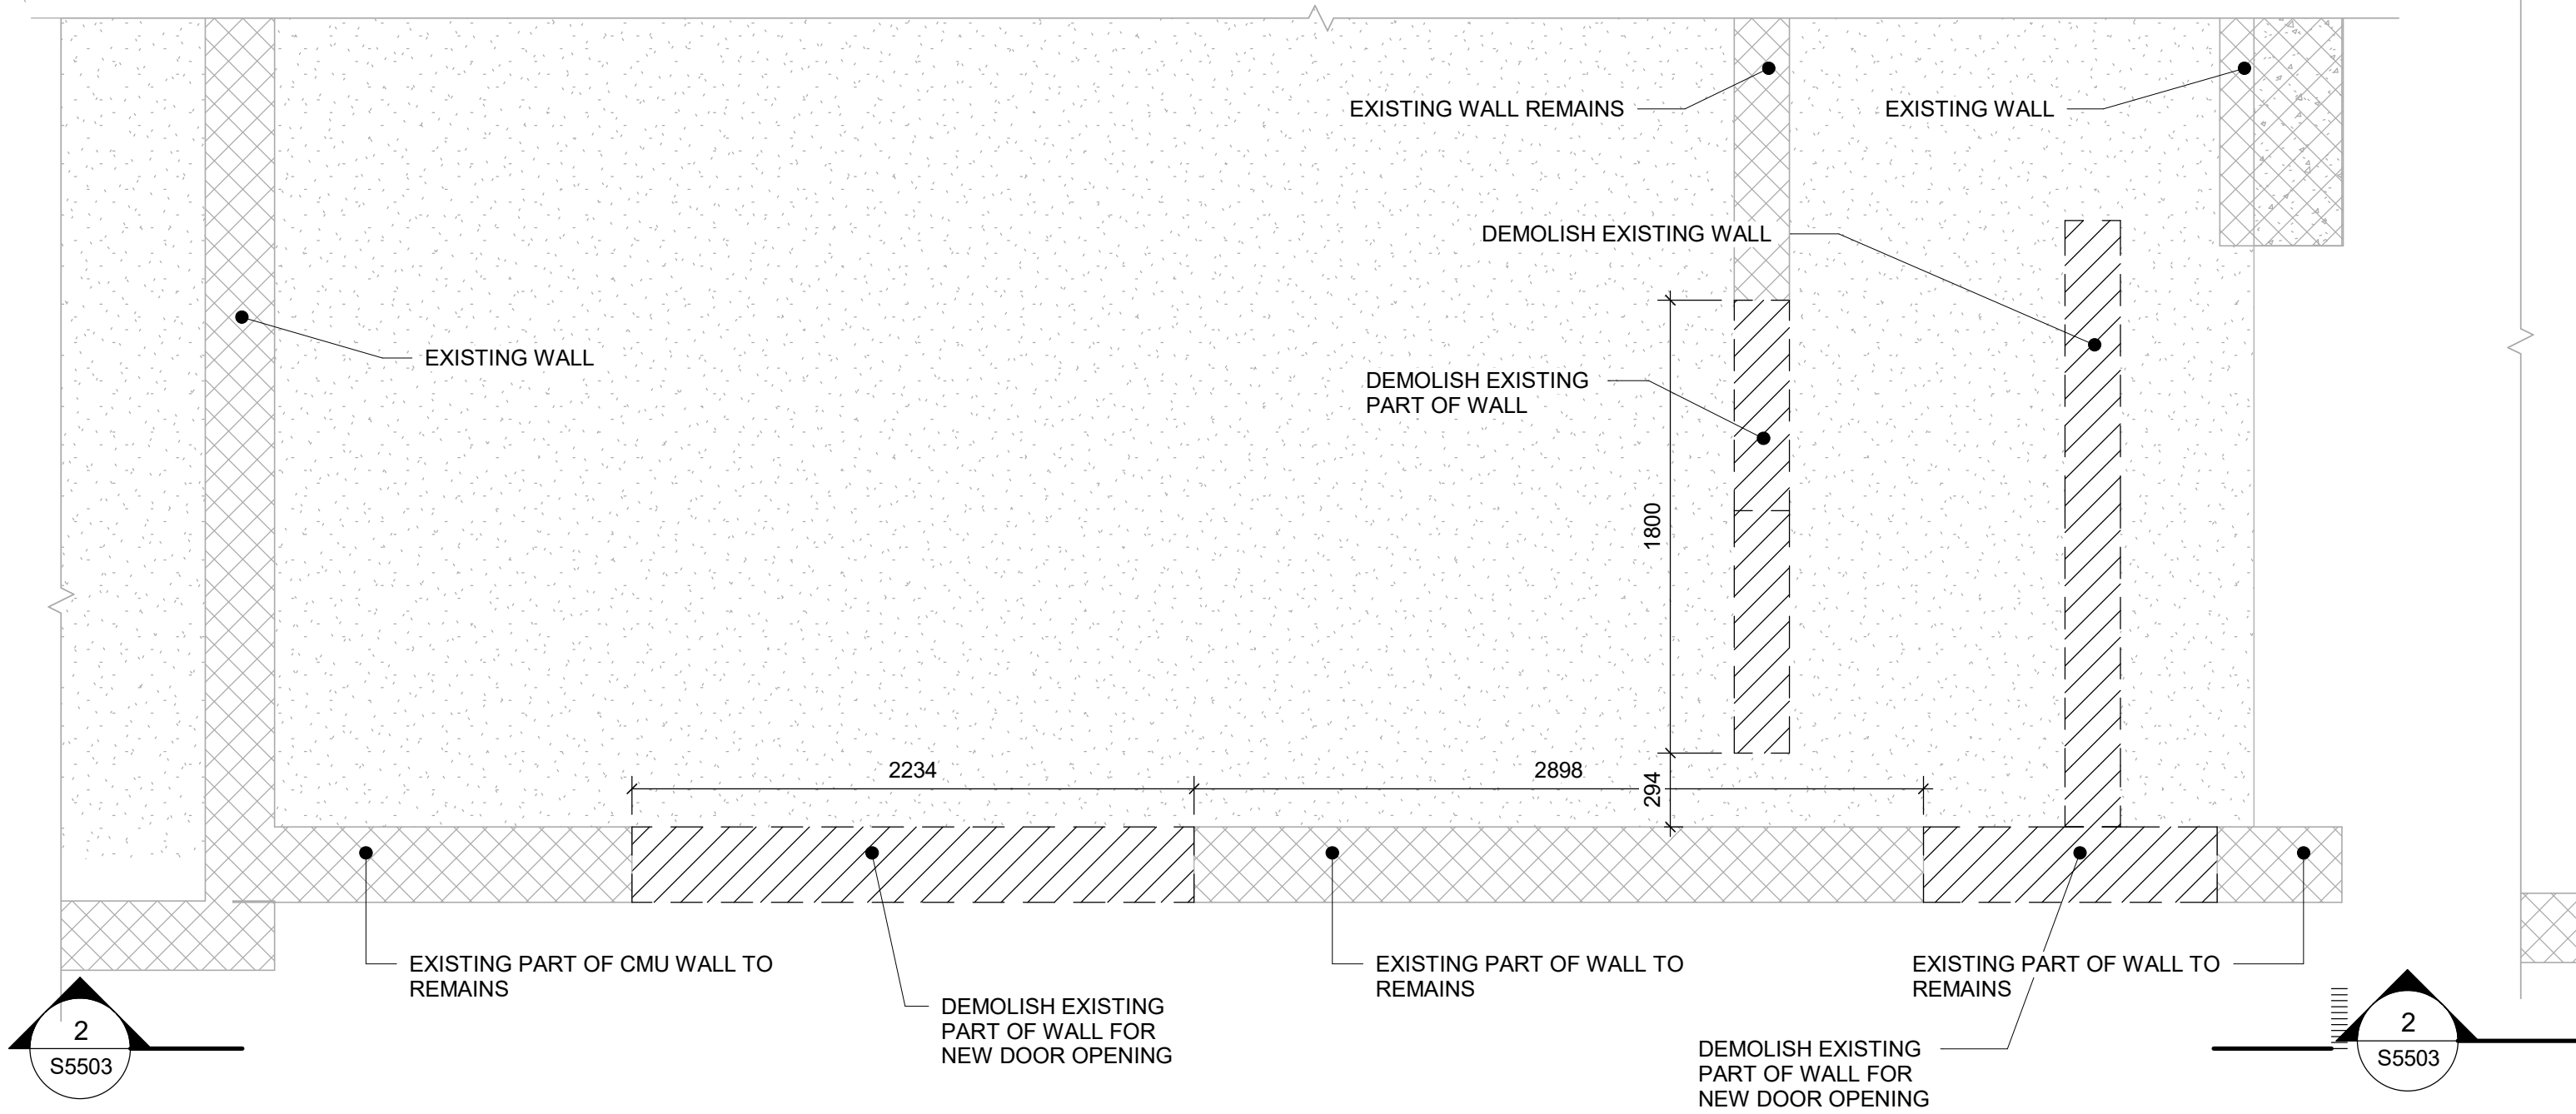 EXISTING WALL REMAINS
EXISTING WALL
DEMOLISH EXISTING WALL
EXISTING WALL
DEMOLISH EXISTING
PART OF WALL
1800
2234
2898
294
EXISTING PART OF CMU WALL TO
REMAINS
DEMOLISH EXISTING
PART OF WALL FOR
NEW DOOR OPENING
EXISTING PART OF WALL TO
REMAINS
EXISTING PART OF WALL TO
REMAINS
DEMOLISH EXISTING
PART OF WALL FOR
NEW DOOR OPENING
2
S5503
2
S5503